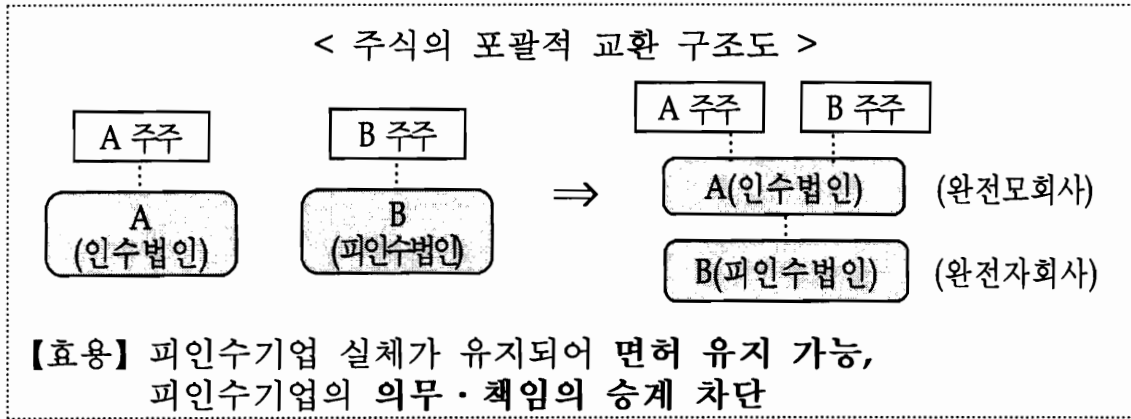 < 주식의 포괄적 교환 구조도 >
A 주주
B 주주
A
(인수법인)
B
(피인수법인)
⇒
A 주주
B 주주
A(인수법인)
(완전모회사)
B(피인수법인)
(완전자회사)
【효용】 피인수기업 실체가 유지되어 면허 유지 가능,
피인수기업의 의무·책임의 승계 차단